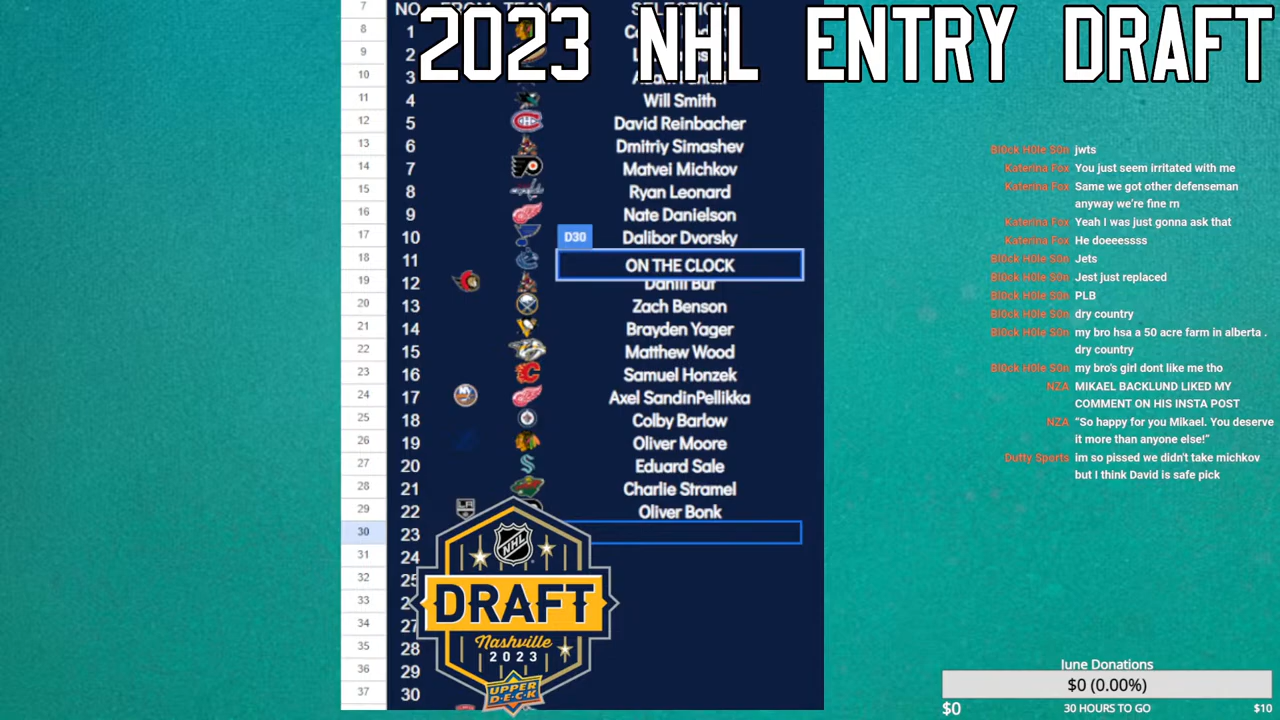 2023 NHL ENTRY DRAFT
7 NO. FROM TEAM SELECTION
8 1
9 2
10 3
11 4 Will Smith
12 5 David Reinbacher
13 6 Dmitriy Simashev
14 7 Matvei Michkov
15 8 Ryan Leonard
16 9 Nate Danielson
17 10 D30 Dalibor Dvorsky
18 11 ON THE CLOCK
19 12 Daniil But
20 13 Zach Benson
21 14 Brayden Yager
22 15 Matthew Wood
23 16 Samuel Honzek
24 17 Axel SandinPellikka
25 18 Colby Barlow
26 19 Oliver Moore
27 20 Eduard Sale
28 21 Charlie Stramel
29 22 Oliver Bonk
30 23
31 24
32 25
33
34 27
35 28
36 29
37 30
NHL
DRAFT
Nashville
2023
UPPER DECK
Bl0ck H0le S0n jwts
Katerina Fox You just seem irritated with me
Katerina Fox Same we got other defenseman
anyway we're fine rn
Katerina Fox Yeah I was just gonna ask that
Katerina Fox He doeeessss
Bl0ck H0le S0n Jets
Bl0ck H0le S0n Jest just replaced
Bl0ck H0le S0n PLB
Bl0ck H0le S0n dry country
Bl0ck H0le S0n my bro hsa a 50 acre farm in alberta .
dry country
Bl0ck H0le S0n my bro's girl dont like me tho
NZA MIKAEL BACKLUND LIKED MY
COMMENT ON HIS INSTA POST
NZA “So happy for you Mikael. You deserve
it more than anyone else!”
Dutty Sports im so pissed we didn't take michkov
but I think David is safe pick
June Donations
$0 (0.00%)
$0 30 HOURS TO GO $10